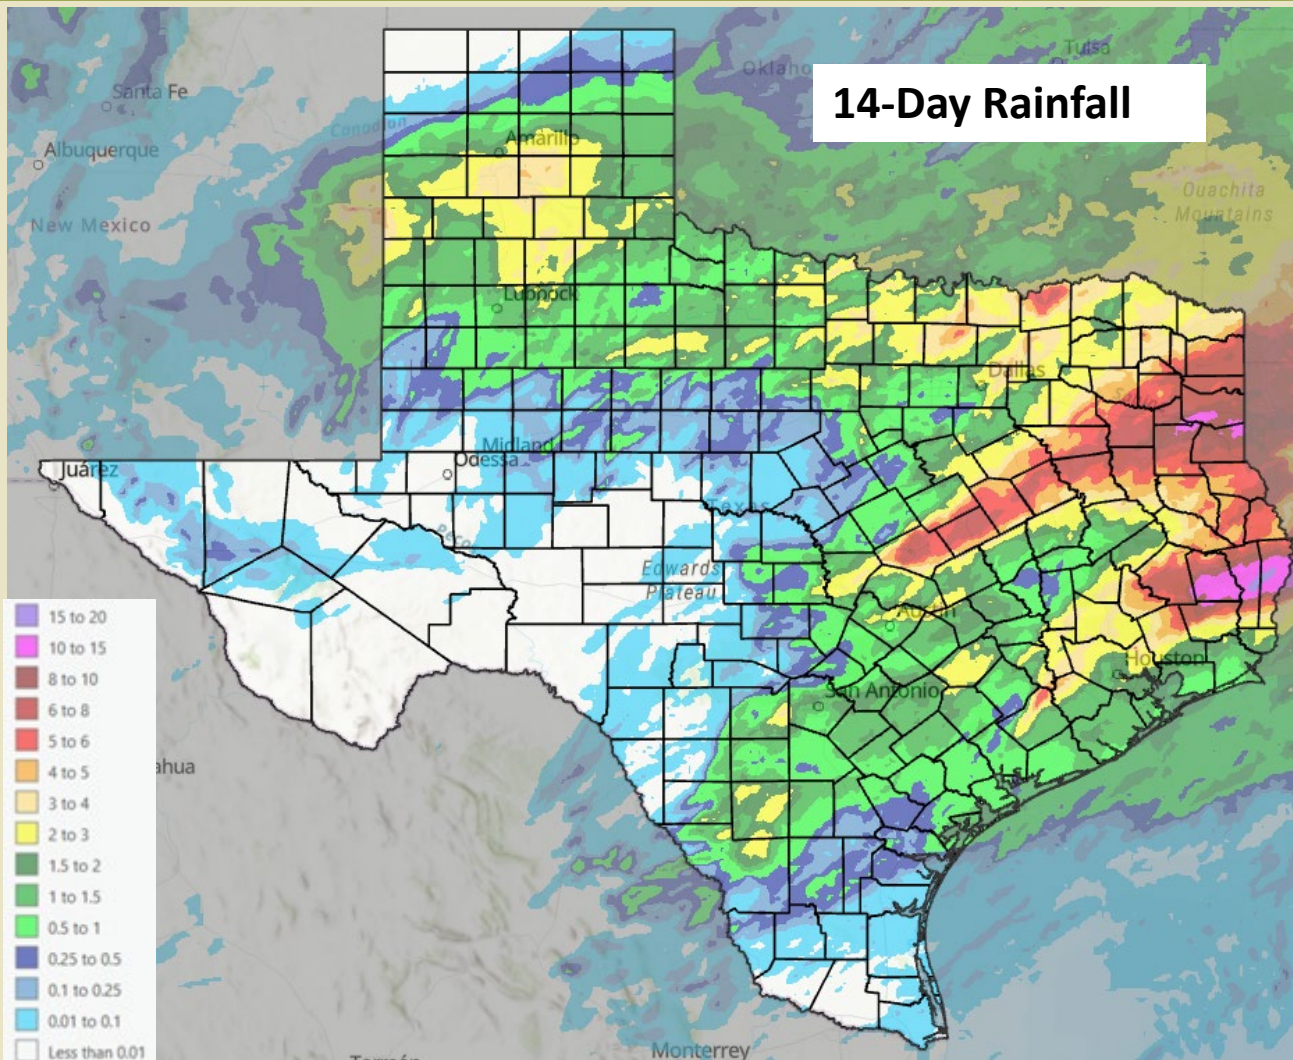 14-Day Rainfall
Tulsa
Oklaho
Santa Fe
Canadian
Amarillo
Albuquerque
Ouachita
Mountains
New Mexico
Lubbock
Dallas
Midland
Odessa
Juárez
Texas
Pecos
Edwards
Plateau
Austin
Houston
San Antonio
ahua
Monterrey
15 to 20
10 to 15
8 to 10
6 to 8
5 to 6
4 to 5
3 to 4
2 to 3
1.5 to 2
1 to 1.5
0.5 to 1
0.25 to 0.5
0.1 to 0.25
0.01 to 0.1
Less than 0.01